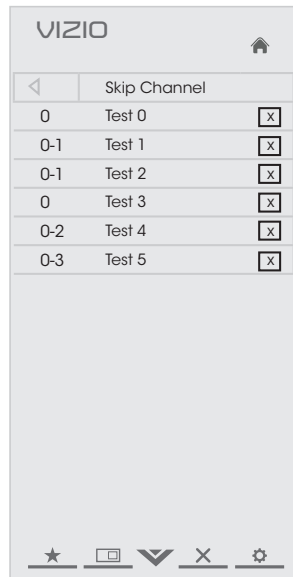 VIZIO
Skip Channel
0 Test 0 X
0-1 Test 1 X
0-1 Test 2 X
0 Test 3 X
0-2 Test 4 X
0-3 Test 5 X